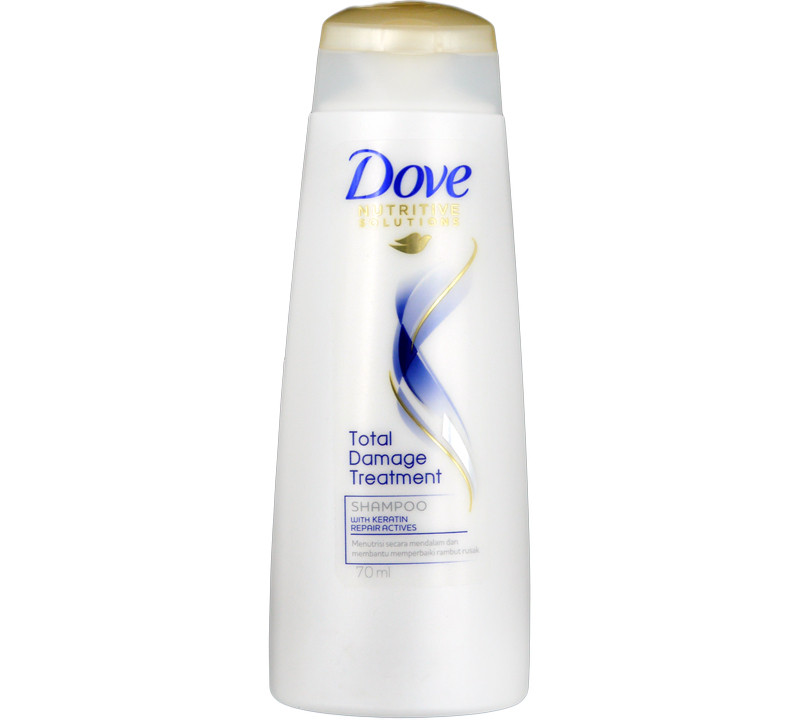 Dove
NUTRITIVE
SOLUTIONS
Total
Damage
Treatment
SHAMPOO
WITH KERATIN
REPAIR ACTIVES
Menutrisi secara mendalam dan
membantu memperbaiki rambut rusak
70 ml